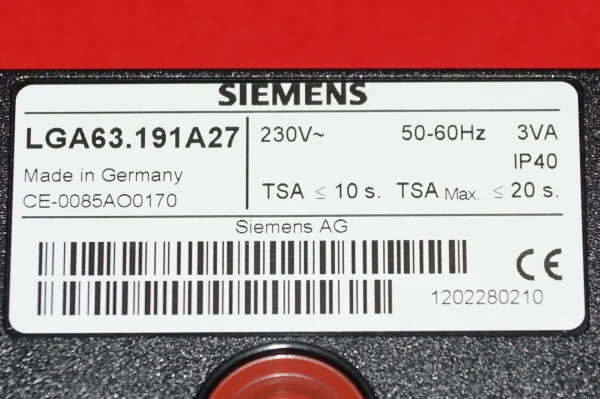 SIEMENS
LGA63.191A27
Made in Germany
CE-0085AO0170
230V~ 50-60Hz 3VA
IP40
TSA ≤ 10 s. TSA Max. ≤ 20 s.
Siemens AG
CE
1202280210